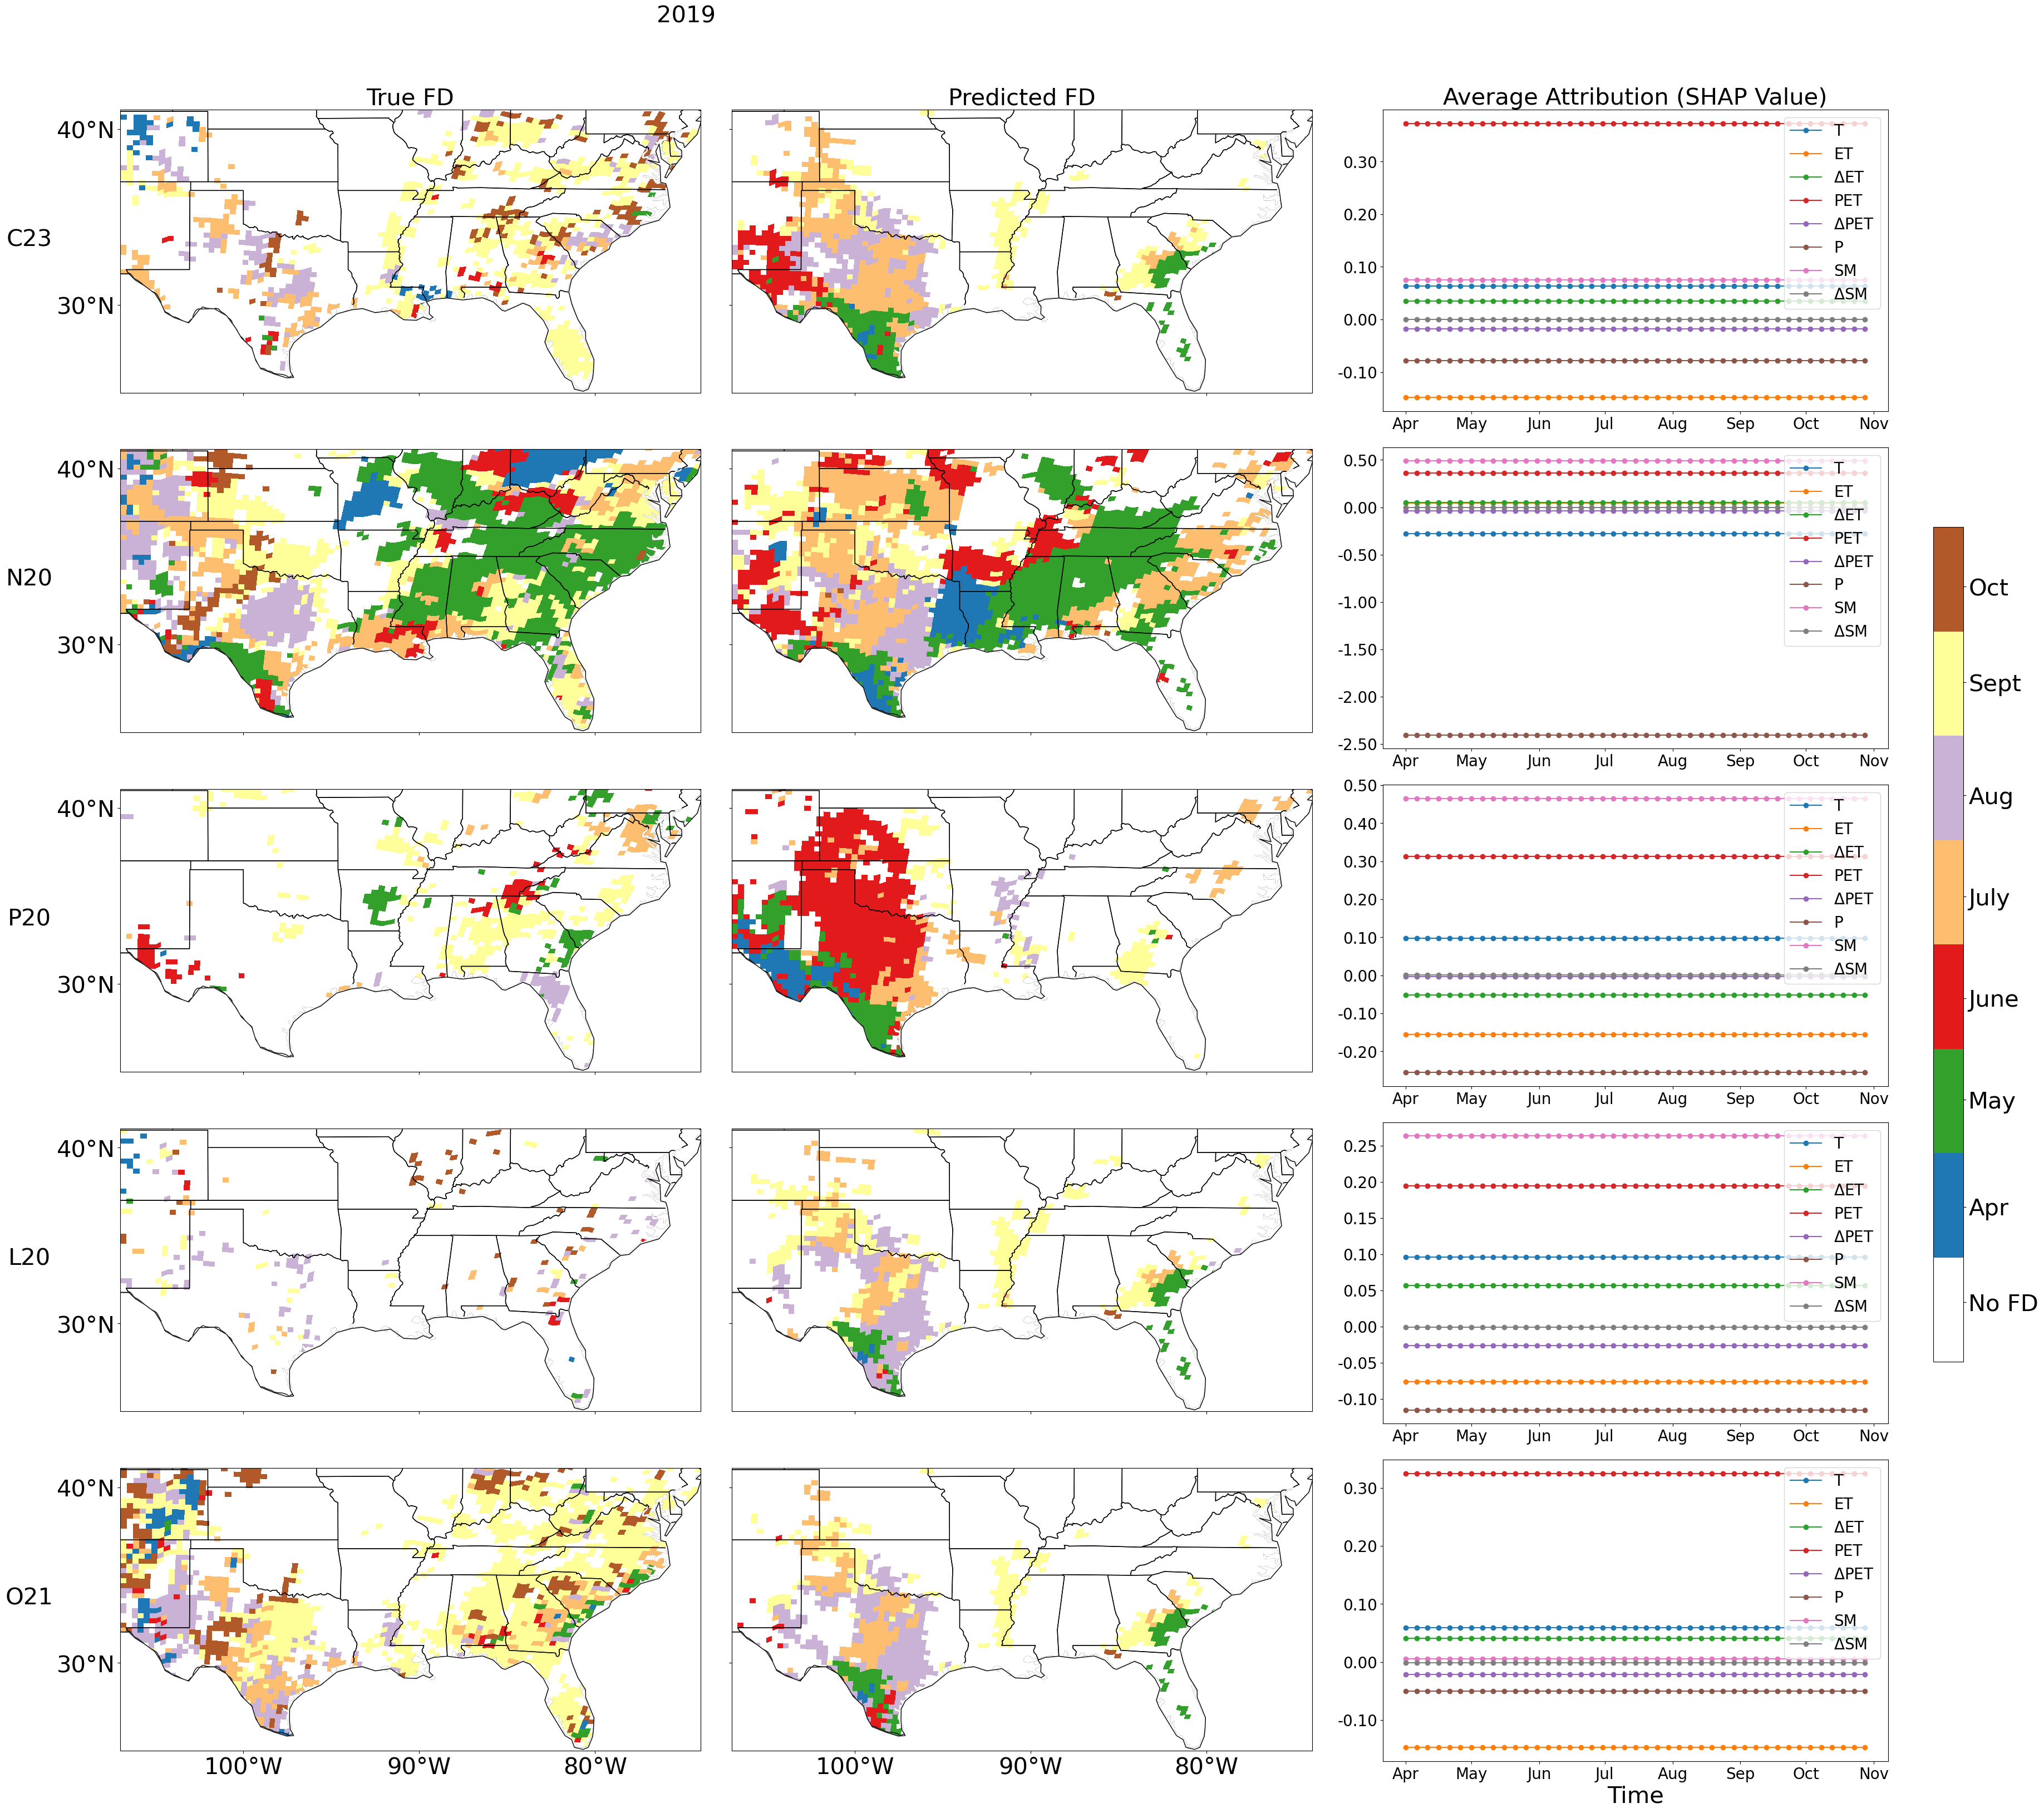 2019
True FD
Predicted FD
Average Attribution (SHAP Value)
C23
40°N
30°N
0.30
0.20
0.10
0.00
-0.10
T
ET
ΔET
PET
ΔPET
P
SM
ΔSM
Apr May Jun Jul Aug Sep Oct Nov
N20
40°N
30°N
0.50
0.00
-0.50
-1.00
-1.50
-2.00
-2.50
T
ET
ΔET
PET
ΔPET
P
SM
ΔSM
Apr May Jun Jul Aug Sep Oct Nov
P20
40°N
30°N
0.50
0.40
0.30
0.20
0.10
0.00
-0.10
-0.20
T
ET
ΔET
PET
ΔPET
P
SM
ΔSM
Apr May Jun Jul Aug Sep Oct Nov
L20
40°N
30°N
0.25
0.20
0.15
0.10
0.05
0.00
-0.05
-0.10
T
ET
ΔET
PET
ΔPET
P
SM
ΔSM
Apr May Jun Jul Aug Sep Oct Nov
O21
40°N
30°N
100°W 90°W 80°W
100°W 90°W 80°W
0.30
0.20
0.10
0.00
-0.10
T
ET
ΔET
PET
ΔPET
P
SM
ΔSM
Apr May Jun Jul Aug Sep Oct Nov
Time
Oct
Sept
Aug
July
June
May
Apr
No FD